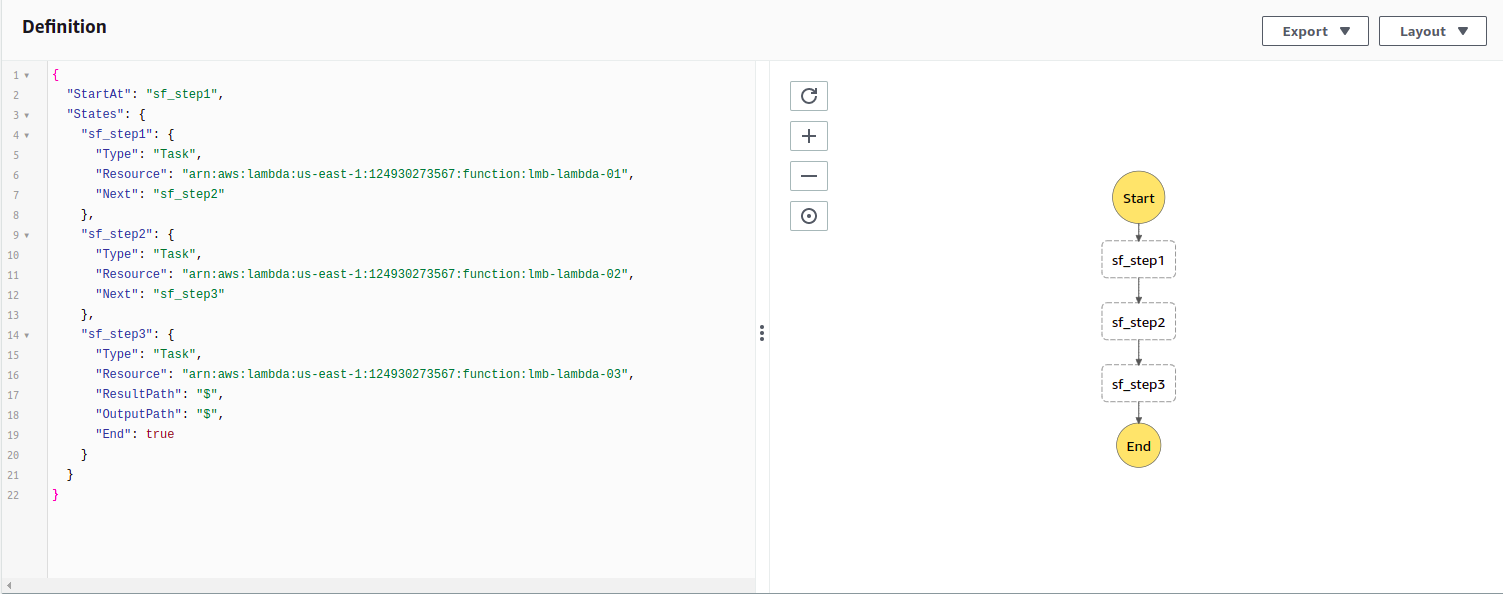 Definition
Export
Layout
1 {
2 "StartAt": "sf_step1",
3 "States": {
4 "sf_step1": {
5 "Type": "Task",
6 "Resource": "arn:aws:lambda:us-east-1:124930273567:function:lmb-lambda-01",
7 "Next": "sf_step2"
8 },
9 "sf_step2": {
10 "Type": "Task",
11 "Resource": "arn:aws:lambda:us-east-1:124930273567:function:lmb-lambda-02",
12 "Next": "sf_step3"
13 },
14 "sf_step3": {
15 "Type": "Task",
16 "Resource": "arn:aws:lambda:us-east-1:124930273567:function:lmb-lambda-03",
17 "ResultPath": "$",
18 "OutputPath": "$",
19 "End": true
20 }
21 }
22 }
Start
sf_step1
sf_step2
sf_step3
End